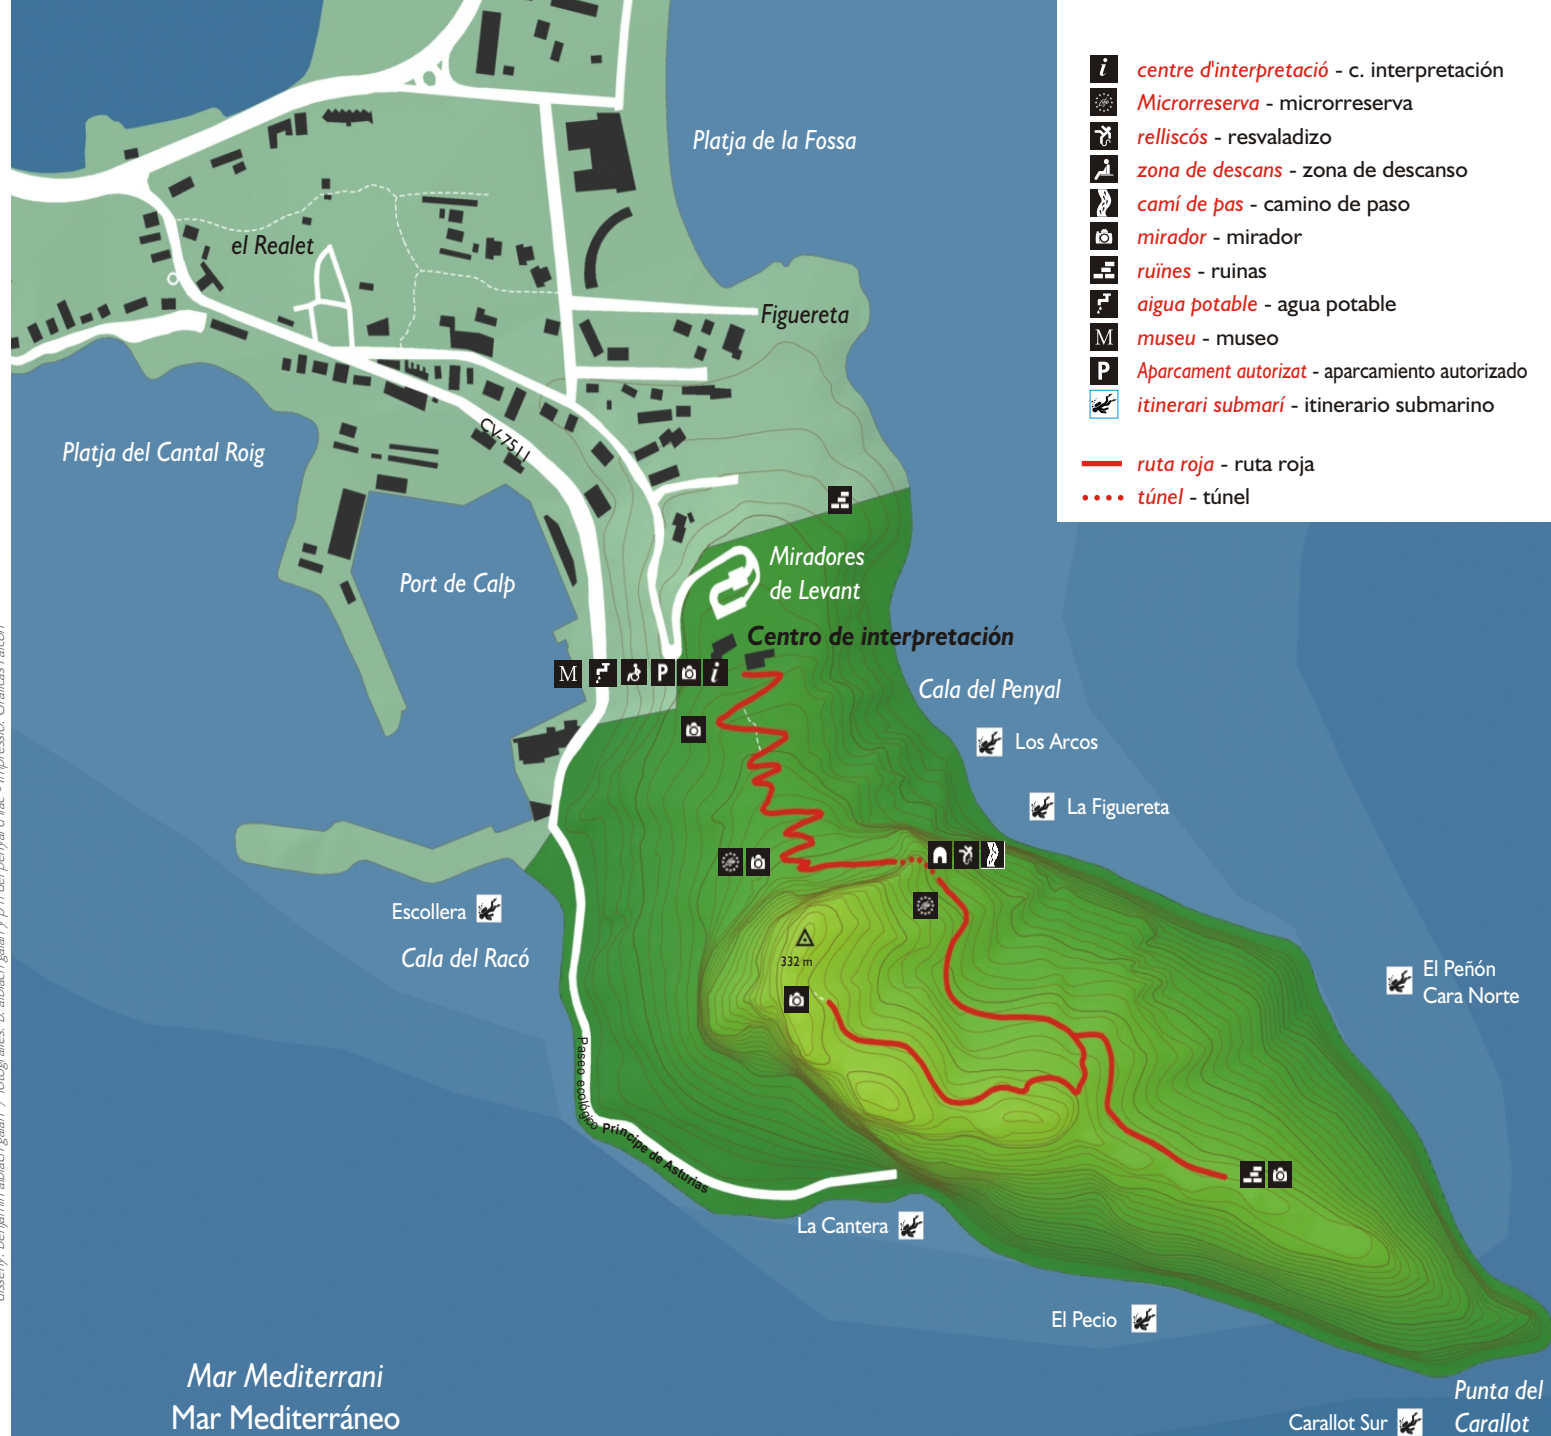 centre d'interpretació - c. interpretación
Microrreserva - microrreserva
relliscós - resvaladizo
zona de descans - zona de descanso
camí de pas - camino de paso
mirador - mirador
ruïnes - ruinas
aigua potable - agua potable
M museu - museo
P Aparcament autorizat - aparcamiento autorizado
itinerari submarí - itinerario submarino
ruta roja - ruta roja
túnel - túnel
Platja de la Fossa
el Realet
Figuereta
Platja del Cantal Roig
CV-7511
Port de Calp
Miradores
de Levant
Centro de interpretación
M P i
Cala del Penyal
Los Arcos
La Figuereta
Escollera
Cala del Racó
332 m
El Peñón
Cara Norte
Paseo ecológico Principe de Asturias
La Cantera
El Pecio
Mar Mediterrani
Mar Mediterráneo
Punta del
Carallot
Carallot Sur